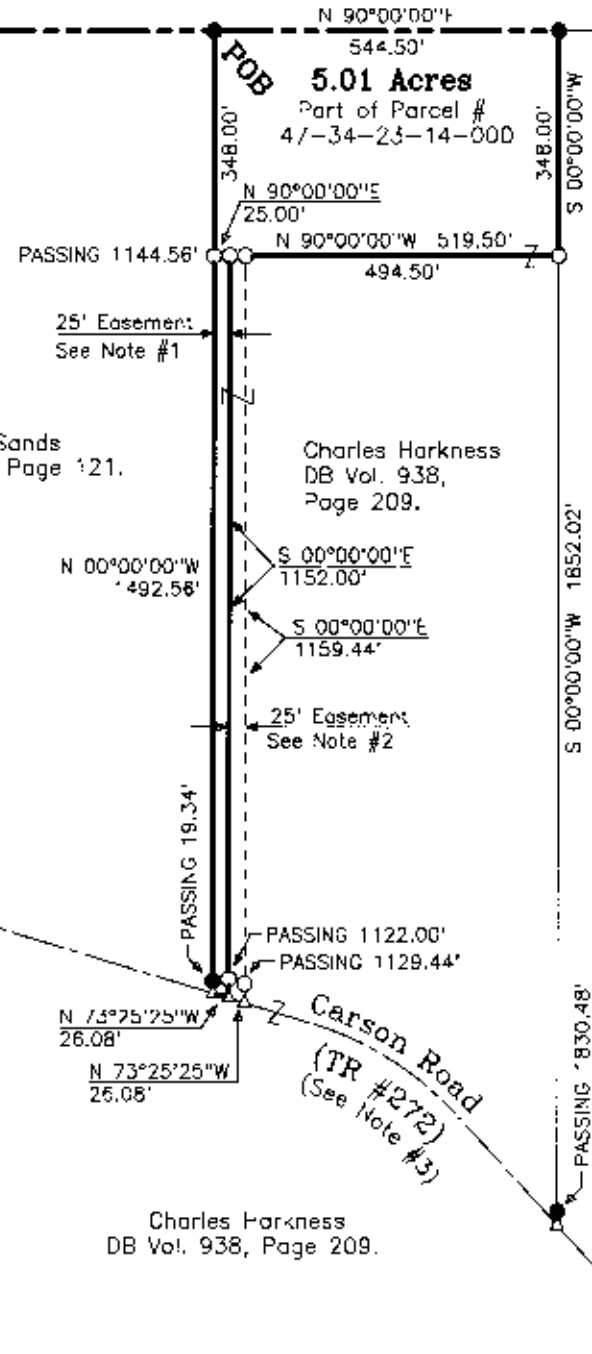 N 90°00'00"E
544.50'
POB
5.01 Acres
Part of Parcel #
47-34-23-14-000
348.00'
348.00'
S 00°00'00"W
N 90°00'00"E
25.00'
PASSING 1144.56'
N 90°00'00"W 519.50'
494.50'
25' Easement
See Note #1
Sands
Page 121.
Charles Harkness
DB Vol. 938,
Page 209.
N 00°00'00"W
1492.56'
S 00°00'00"E
1152.00'
S 00°00'00"E
1159.44'
S 00°00'00"W 1852.02'
25' Easement
See Note #2
PASSING 19.34'
PASSING 1122.00'
PASSING 1129.44'
N 73°25'25"W
26.08'
N 73°25'25"W
26.08'
Carson Road
(TR #272)
(See Note #3)
PASSING 1830.48'
Charles Harkness
DB Vol. 938, Page 209.